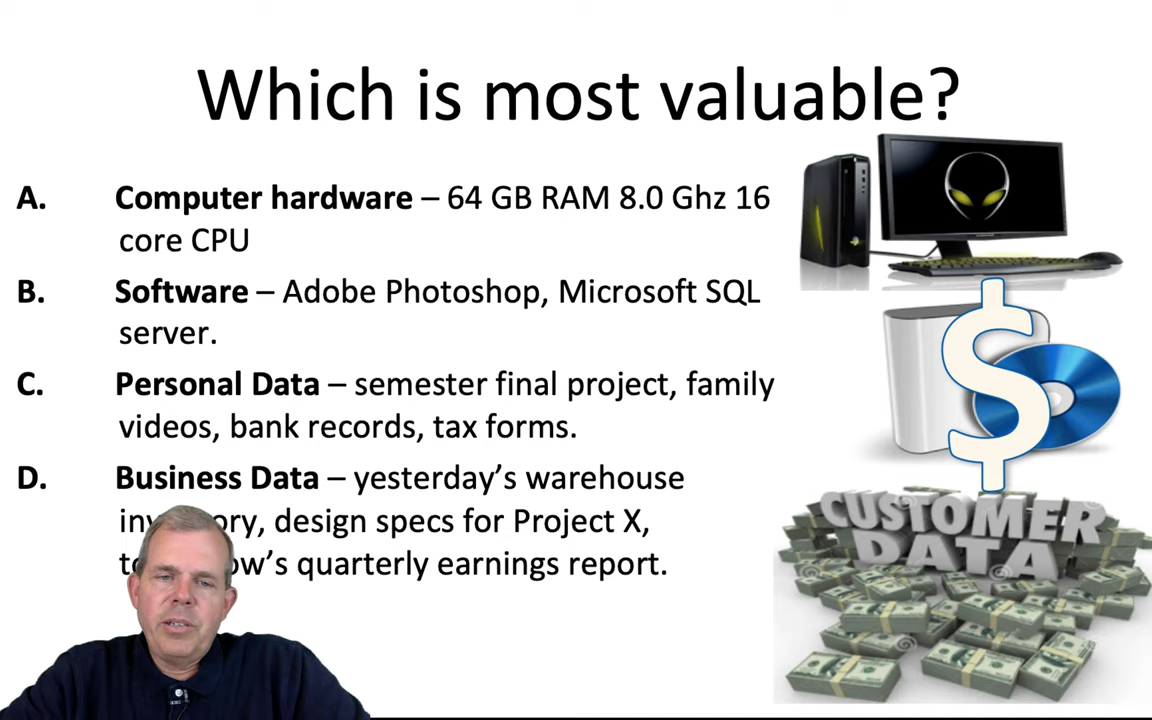 Which is most valuable?
A. Computer hardware – 64 GB RAM 8.0 Ghz 16
core CPU
B. Software – Adobe Photoshop, Microsoft SQL
server.
C. Personal Data – semester final project, family
videos, bank records, tax forms.
D. Business Data – yesterday’s warehouse
design specs for Project X,
quarterly earnings report.
$
CUSTOMER
DATA